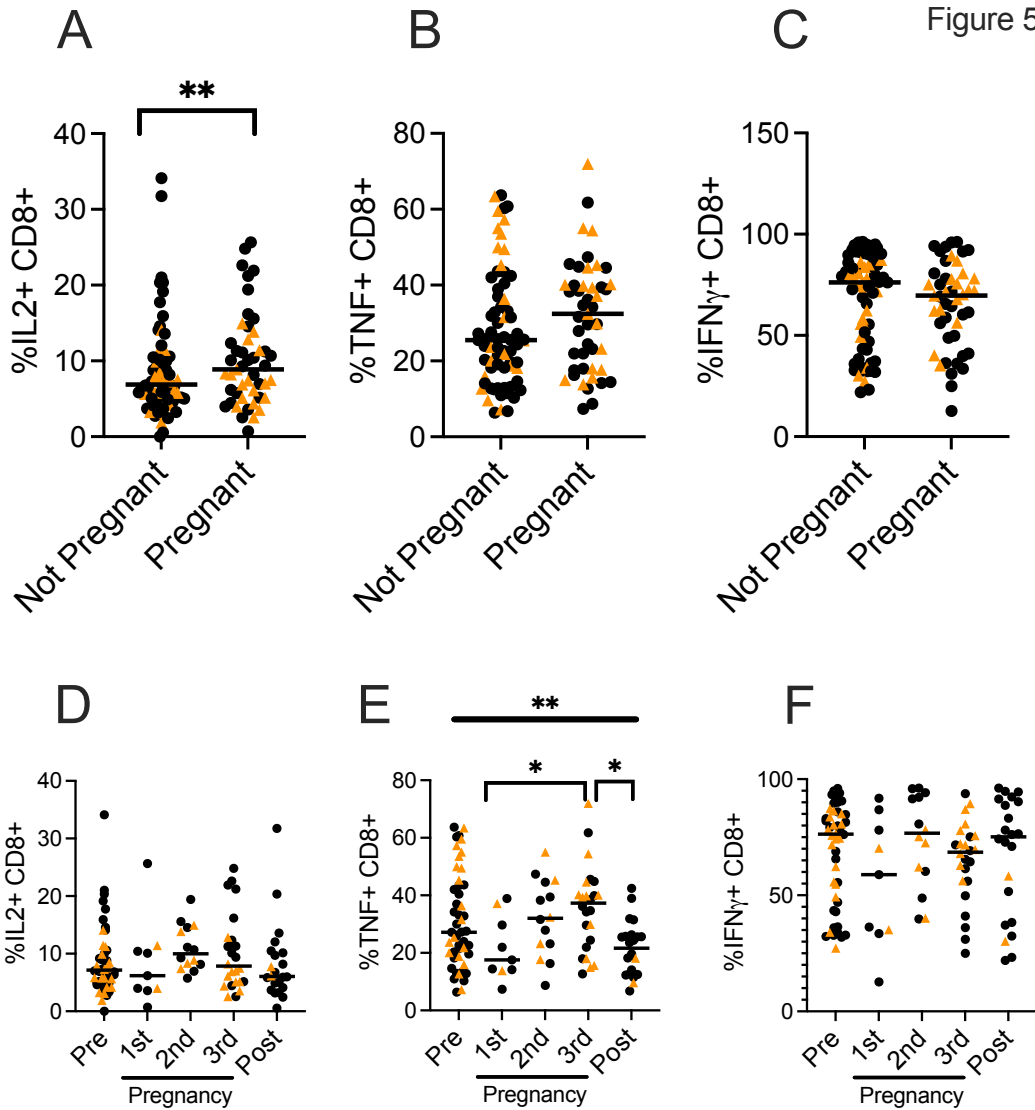 Figure 5
A
**
%IL2+ CD8+
40
30
20
10
0
Not Pregnant
Pregnant
B
%TNF+ CD8+
80
60
40
20
0
Not Pregnant
Pregnant
C
%IFNγ+ CD8+
150
100
50
0
Not Pregnant
Pregnant
D
%IL2+ CD8+
40
30
20
10
0
Pre
1st
2nd
3rd
Post
Pregnancy
E
**
*
*
%TNF+ CD8+
80
60
40
20
0
Pre
1st
2nd
3rd
Post
Pregnancy
F
%IFNγ+ CD8+
100
50
0
Pre
1st
2nd
3rd
Post
Pregnancy